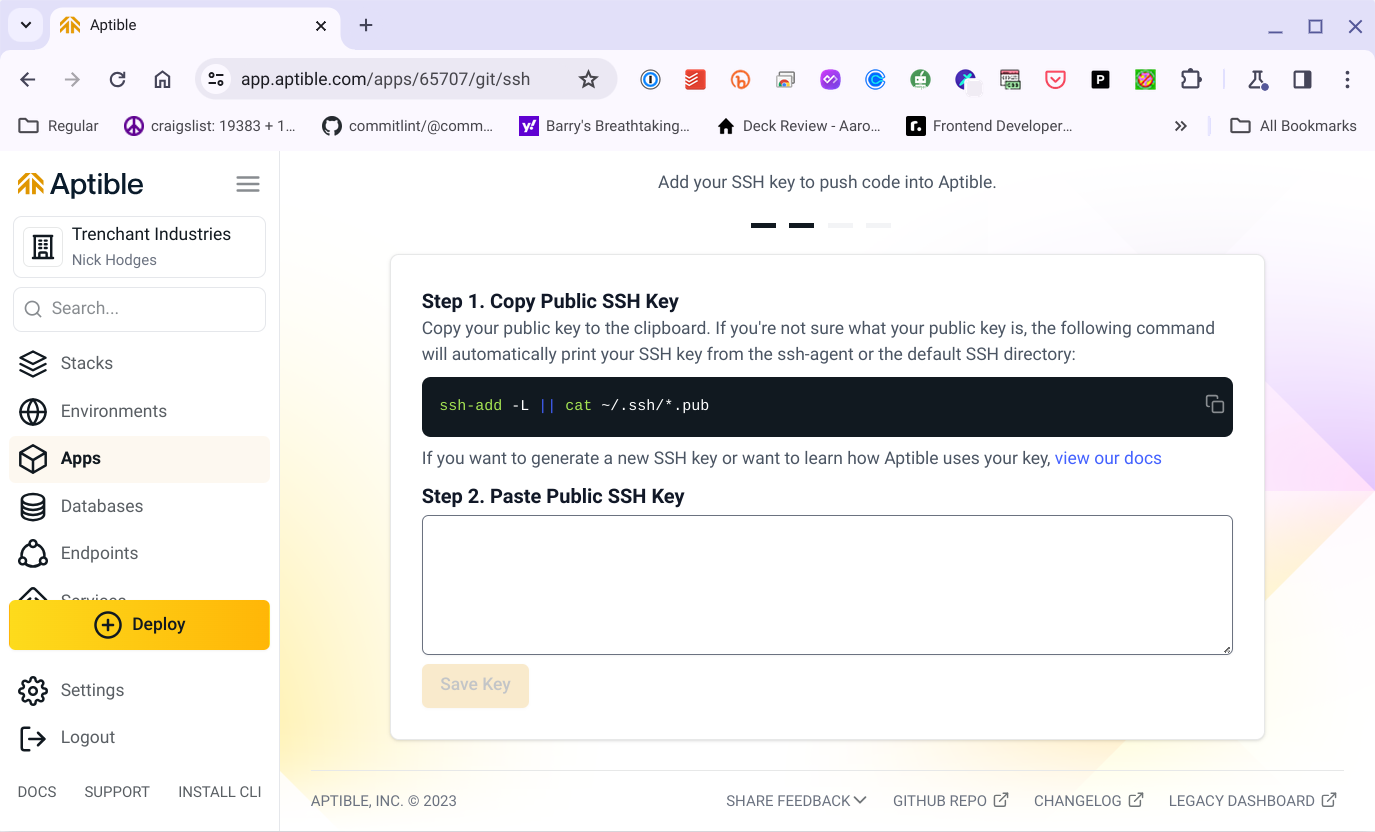 Aptible
app.aptible.com/apps/65707/git/ssh
Regular
craigslist: 19383 + 1...
commitlint/@comm...
Barry's Breathtaking...
Deck Review - Aaro...
Frontend Developer...
All Bookmarks
Aptible
Trenchant Industries
Nick Hodges
Search...
Stacks
Environments
Apps
Databases
Endpoints
Services
Deploy
Settings
Logout
DOCS
SUPPORT
INSTALL CLI
Add your SSH key to push code into Aptible.
Step 1. Copy Public SSH Key
Copy your public key to the clipboard. If you're not sure what your public key is, the following command
will automatically print your SSH key from the ssh-agent or the default SSH directory:
ssh-add -L || cat ~/.ssh/*.pub
If you want to generate a new SSH key or want to learn how Aptible uses your key, view our docs
Step 2. Paste Public SSH Key
Save Key
APTIBLE, INC. © 2023
SHARE FEEDBACK
GITHUB REPO
CHANGELOG
LEGACY DASHBOARD